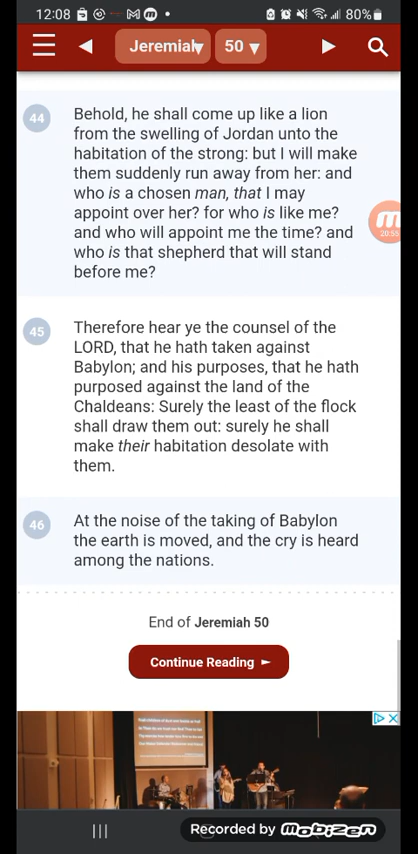 12:08
80%
Jeremiah
50
44
Behold, he shall come up like a lion
from the swelling of Jordan unto the
habitation of the strong: but I will make
them suddenly run away from her: and
who is a chosen man, that I may
appoint over her? for who is like me?
and who will appoint me the time? and
who is that shepherd that will stand
before me?
20:55
45
Therefore hear ye the counsel of the
LORD, that he hath taken against
Babylon; and his purposes, that he hath
purposed against the land of the
Chaldeans: Surely the least of the flock
shall draw them out: surely he shall
make their habitation desolate with
them.
46
At the noise of the taking of Babylon
the earth is moved, and the cry is heard
among the nations.
End of Jeremiah 50
Continue Reading ►
Recorded by mobizen